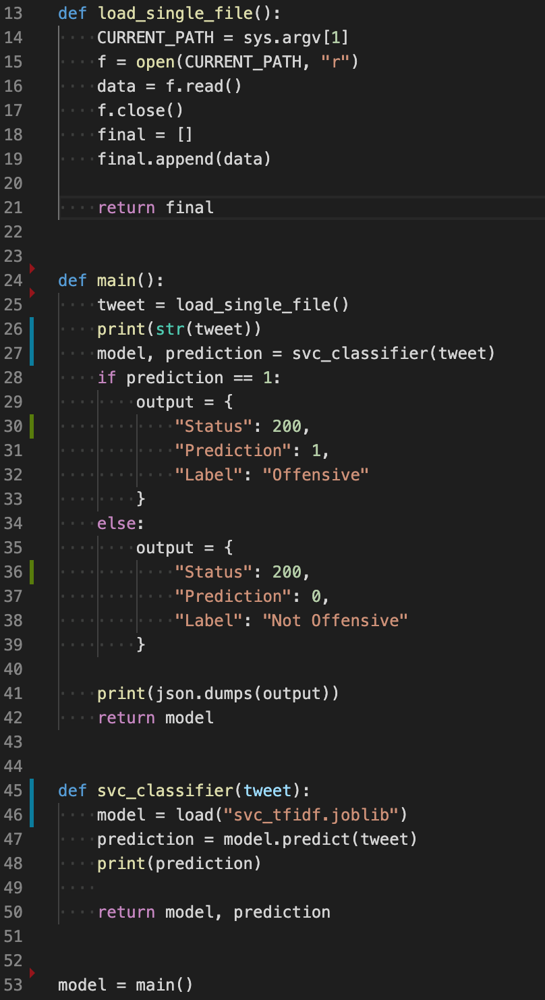 13 def load_single_file():
14     CURRENT_PATH = sys.argv[1]
15     f = open(CURRENT_PATH, "r")
16     data = f.read()
17     f.close()
18     final = []
19     final.append(data)
20
21     return final
22
23
24 def main():
25     tweet = load_single_file()
26     print(str(tweet))
27     model, prediction = svc_classifier(tweet)
28     if prediction == 1:
29         output = {
30             "Status": 200,
31             "Prediction": 1,
32             "Label": "Offensive"
33         }
34     else:
35         output = {
36             "Status": 200,
37             "Prediction": 0,
38             "Label": "Not Offensive"
39         }
40
41     print(json.dumps(output))
42     return model
43
44
45 def svc_classifier(tweet):
46     model = load("svc_tfidf.joblib")
47     prediction = model.predict(tweet)
48     print(prediction)
49
50     return model, prediction
51
52
53 model = main()